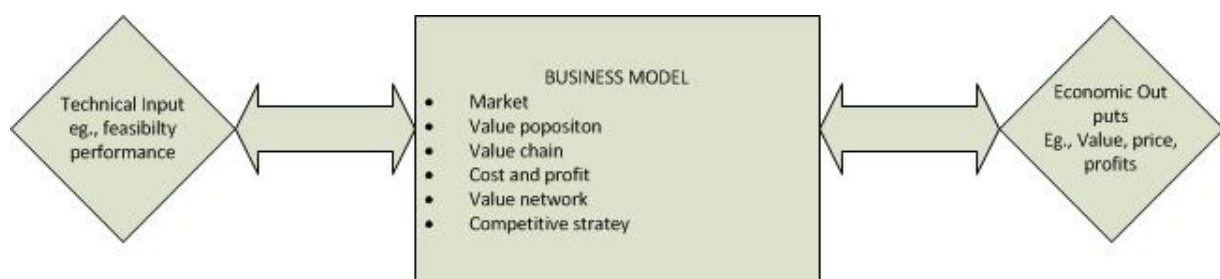 Technical Input
eg., feasibilty
performance
BUSINESS MODEL
• Market
• Value popositon
• Value chain
• Cost and profit
• Value network
• Competitive stratey
Economic Out
puts
Eg., Value, price,
profits